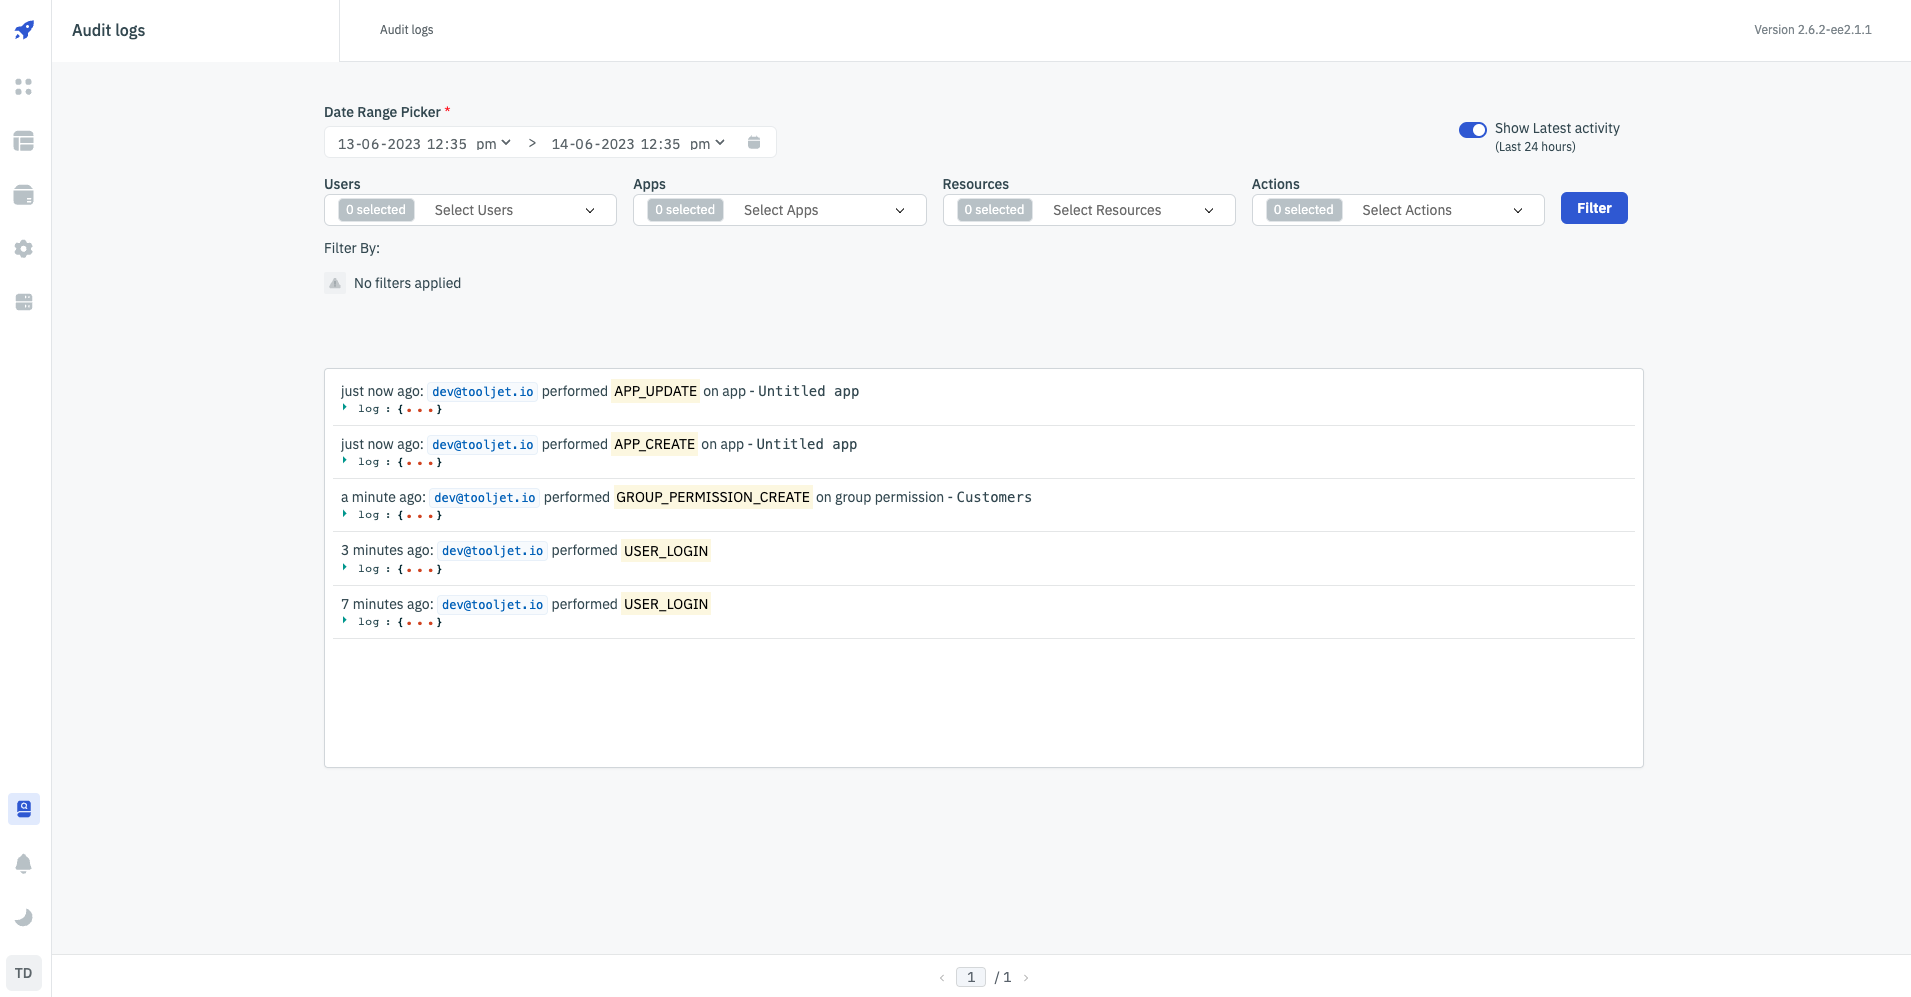 Audit logs
Audit logs
Version 2.6.2-ee2.1.1
Date Range Picker *
13-06-2023 12:35 pm > 14-06-2023 12:35 pm
Show Latest activity
(Last 24 hours)
Users
Apps
Resources
Actions
0 selected Select Users
0 selected Select Apps
0 selected Select Resources
0 selected Select Actions
Filter
Filter By:
No filters applied
just now ago: dev@tooljet.io performed APP_UPDATE on app - Untitled app
log : {...}
just now ago: dev@tooljet.io performed APP_CREATE on app - Untitled app
log : {...}
a minute ago: dev@tooljet.io performed GROUP_PERMISSION_CREATE on group permission - Customers
log : {...}
3 minutes ago: dev@tooljet.io performed USER_LOGIN
log : {...}
7 minutes ago: dev@tooljet.io performed USER_LOGIN
log : {...}
TD
‹ 1 / 1 ›